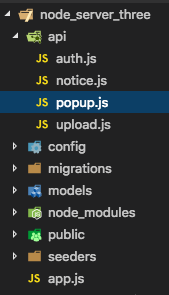 node_server_three
api
JS auth.js
JS notice.js
JS popup.js
JS upload.js
config
migrations
models
node_modules
public
seeders
JS app.js